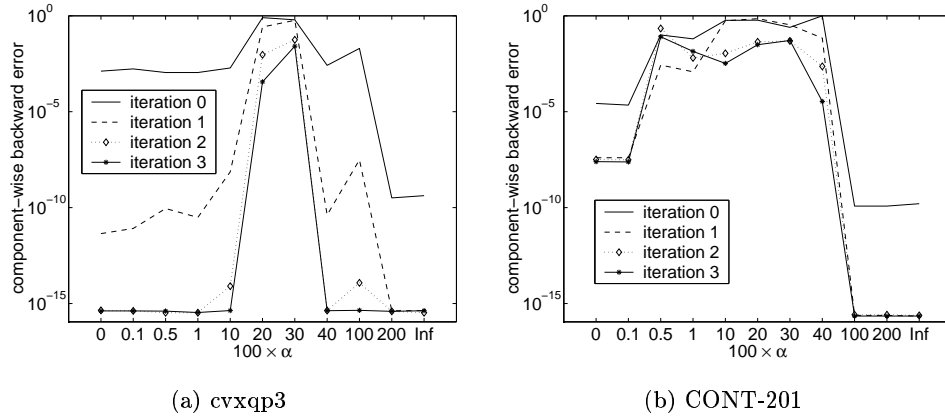 component-wise backward error
10^0
10^-5
10^-10
10^-15
iteration 0
iteration 1
iteration 2
iteration 3
0 0.1 0.5 1 10 20 30 40 100 200 Inf
100 × α
(a) cvxqp3
component-wise backward error
10^0
10^-5
10^-10
10^-15
iteration 0
iteration 1
iteration 2
iteration 3
0 0.1 0.5 1 10 20 30 40 100 200 Inf
100 × α
(b) CONT-201